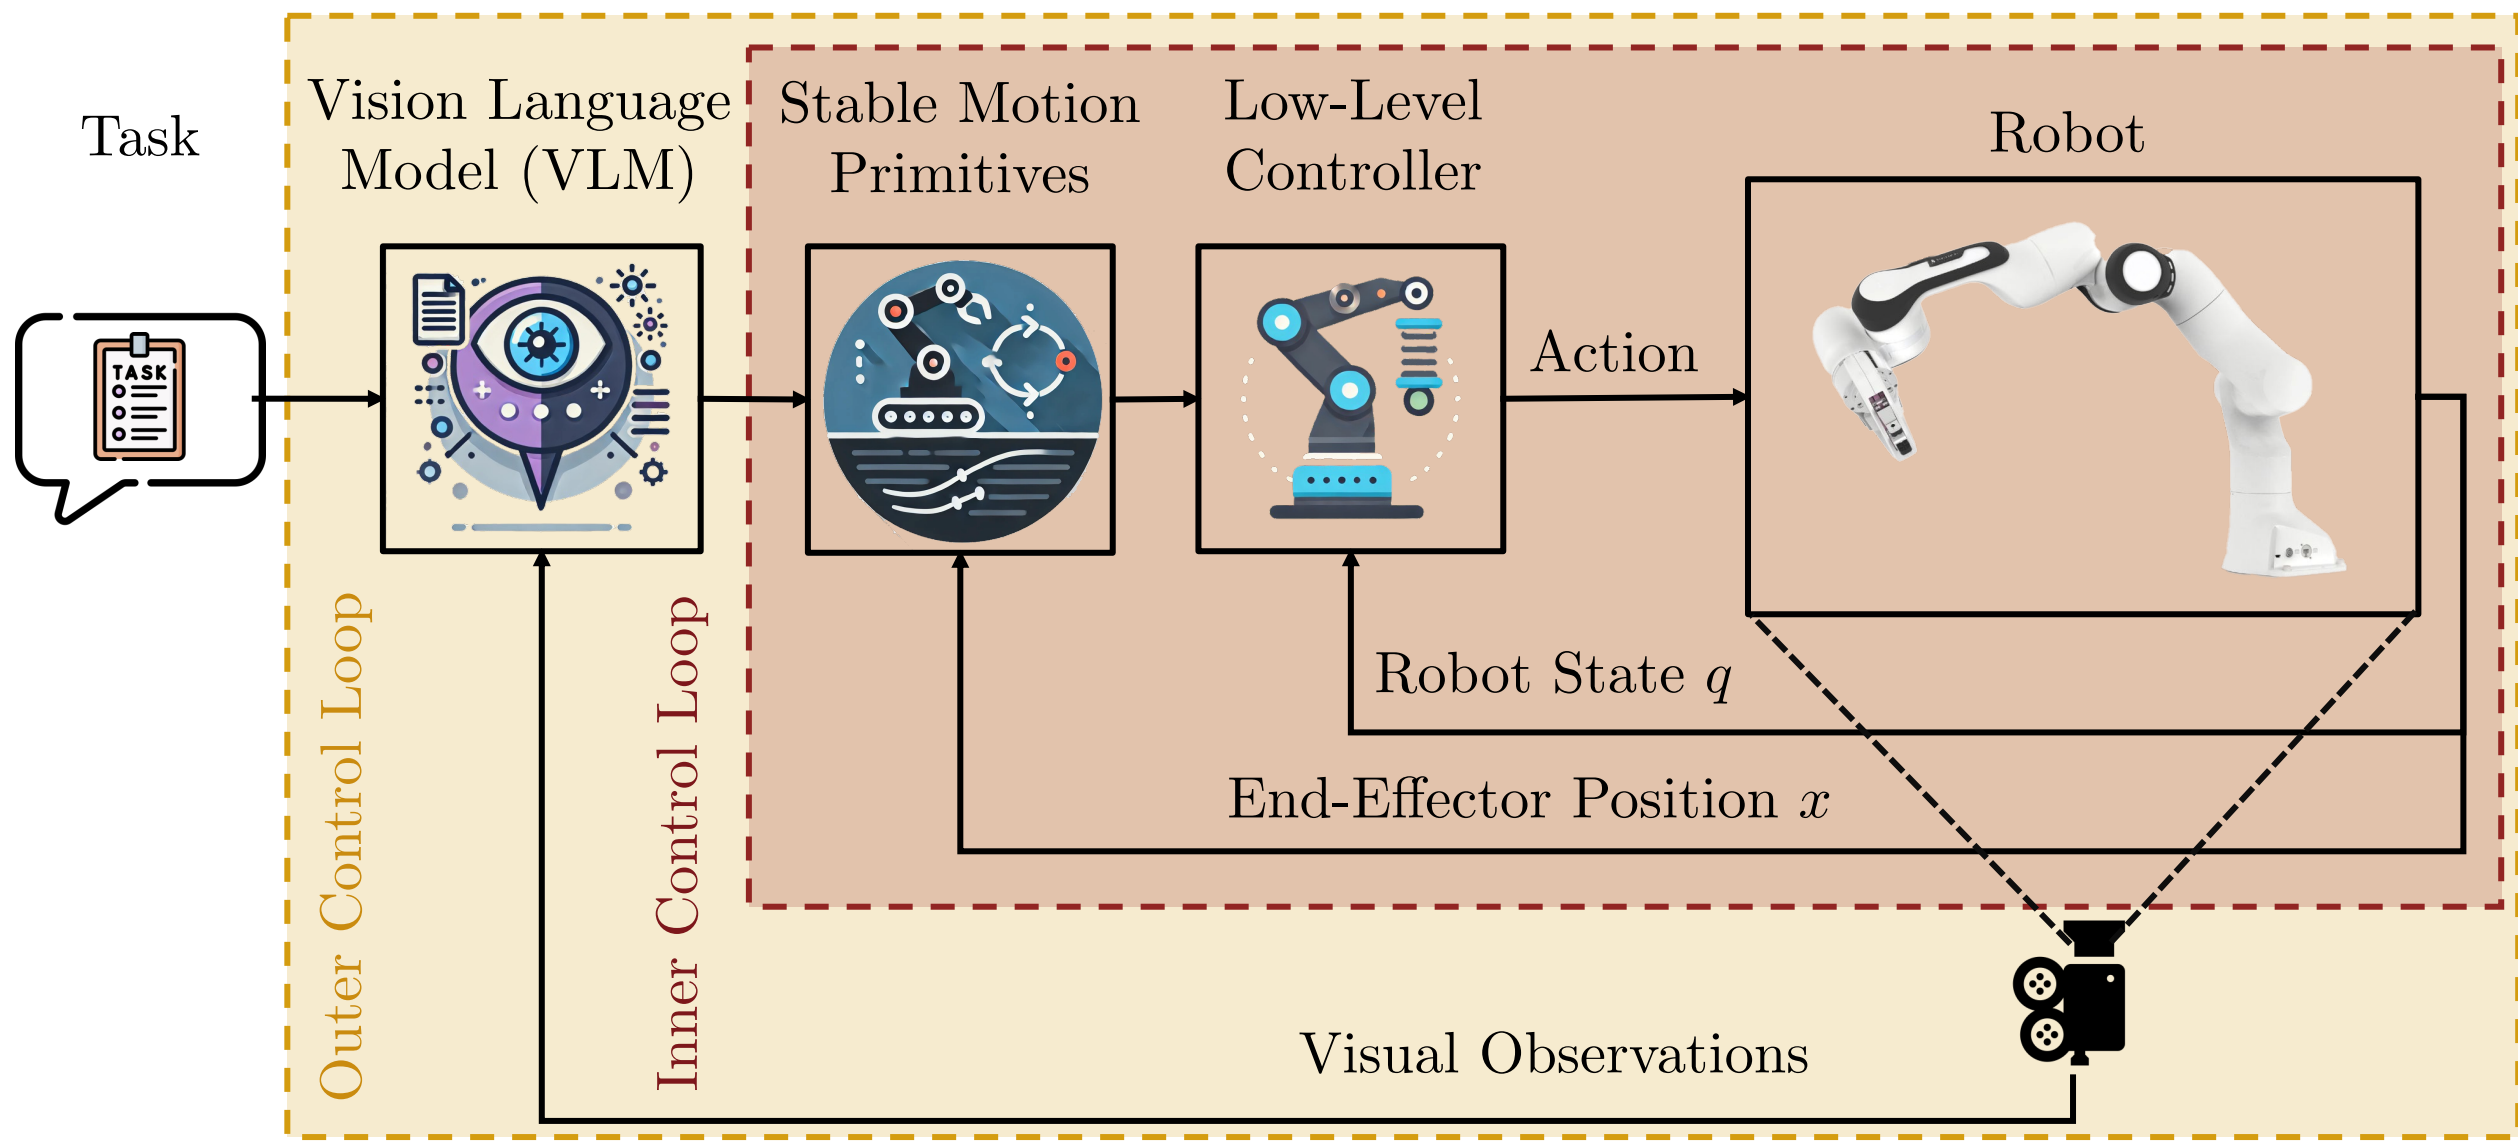 Task
Vision Language
Model (VLM)
Stable Motion
Primitives
Low-Level
Controller
Robot
TASK
Action
Robot State q
End-Effector Position x
Visual Observations
Outer Control Loop
Inner Control Loop